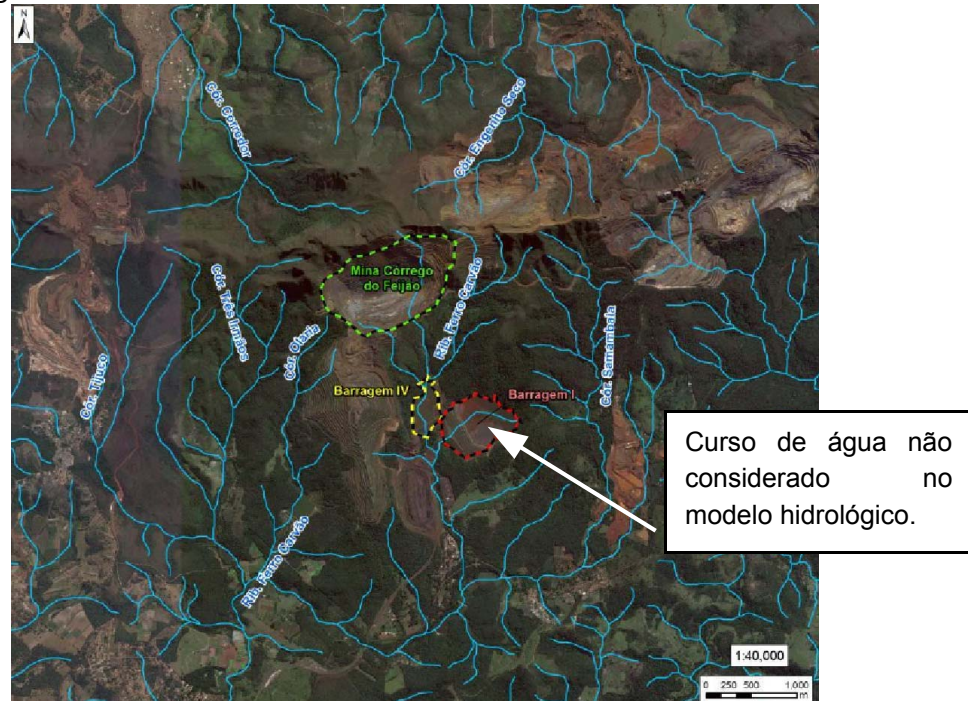 N
Cór. Corredor
Cór. Engenho Seco
Mina Córrego
do Feijão
Cór. Três Irmãos
Cór. Olaria
Rib. Ferro Carvão
Cór. Samambaia
Cór. Tijuco
Barragem IV
Barragem I
Curso de água não
considerado no
modelo hidrológico.
Rib. Ferro Carvão
1:40,000
0 250 500 1,000
m